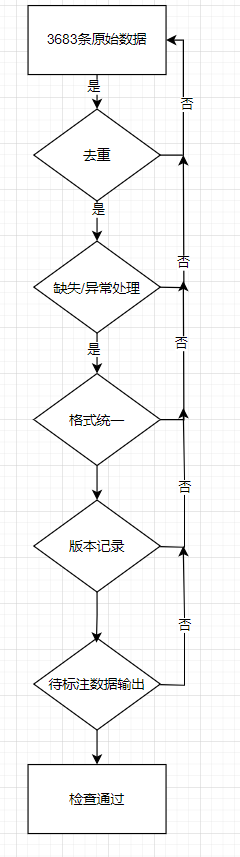 3683条原始数据
是
否
去重
是
否
缺失/异常处理
否
是
格式统一
否
版本记录
否
待标注数据输出
检查通过